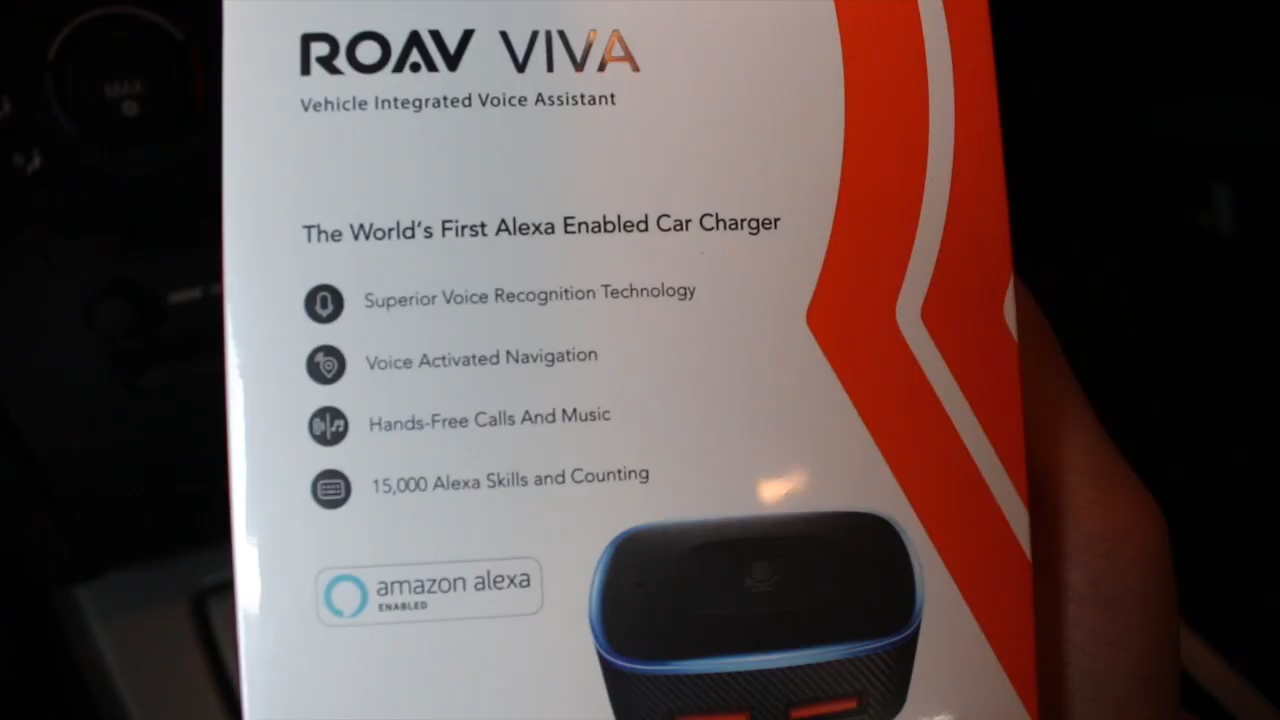 ROAV VIVA
Vehicle Integrated Voice Assistant
The World's First Alexa Enabled Car Charger
Superior Voice Recognition Technology
Voice Activated Navigation
Hands-Free Calls And Music
15,000 Alexa Skills and Counting
amazon alexa
ENABLED
MAX